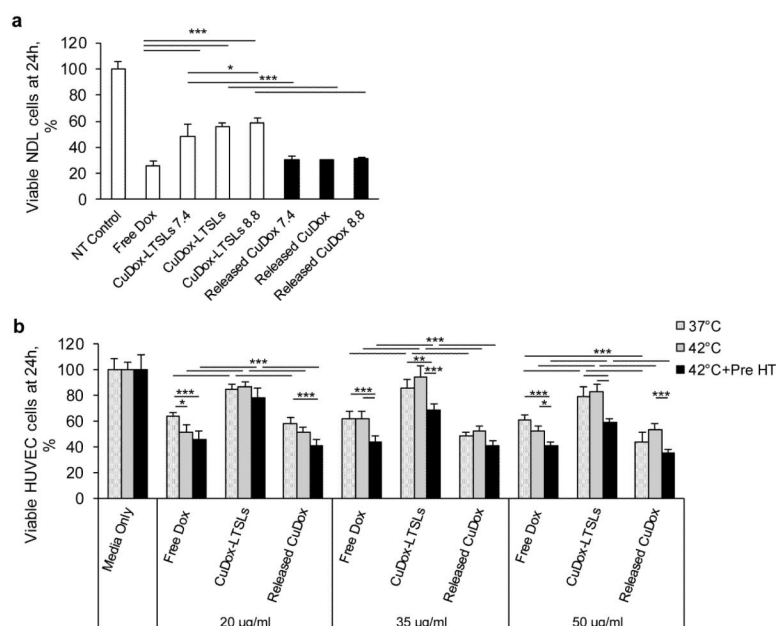 a
Viable NDL cells at 24h,
%
120
100
80
60
40
20
0
***
*
***
NT Control
Free Dox
CuDox-LTSLs 7.4
CuDox-LTSLs
CuDox-LTSLs 8.8
Released CuDox 7.4
Released CuDox
Released CuDox 8.8
b
37°C
42°C
42°C+Pre HT
Viable HUVEC cells at 24h,
%
120
100
80
60
40
20
0
*** *** ***
** ***
*** *** *** *** ***
* *
Media Only
Free Dox
CuDox-LTSLs
Released CuDox
Free Dox
CuDox-LTSLs
Released CuDox
Free Dox
CuDox-LTSLs
Released CuDox
20 µg/ml 35 µg/ml 50 µg/ml